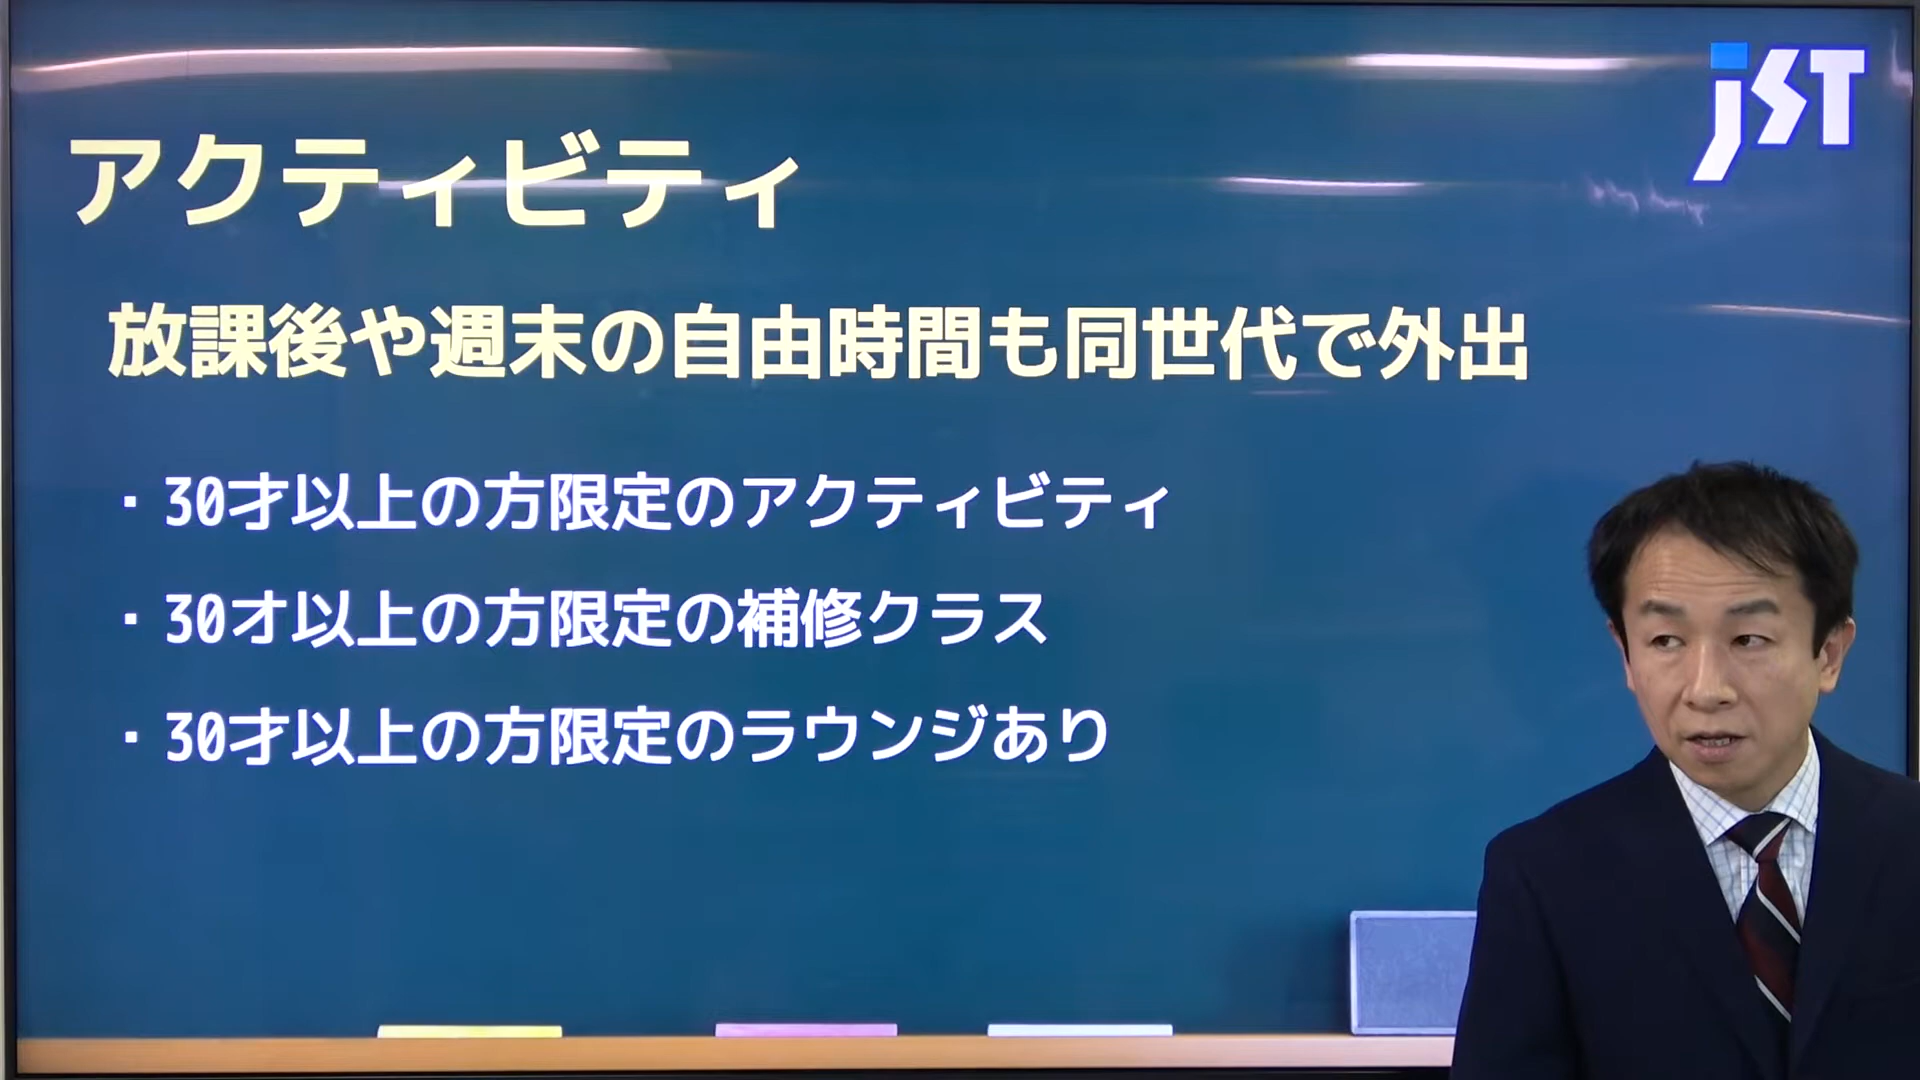 jST
アクティビティ
放課後や週末の自由時間も同世代で外出
・30才以上の方限定のアクティビティ
・30才以上の方限定の補修クラス
・30才以上の方限定のラウンジあり